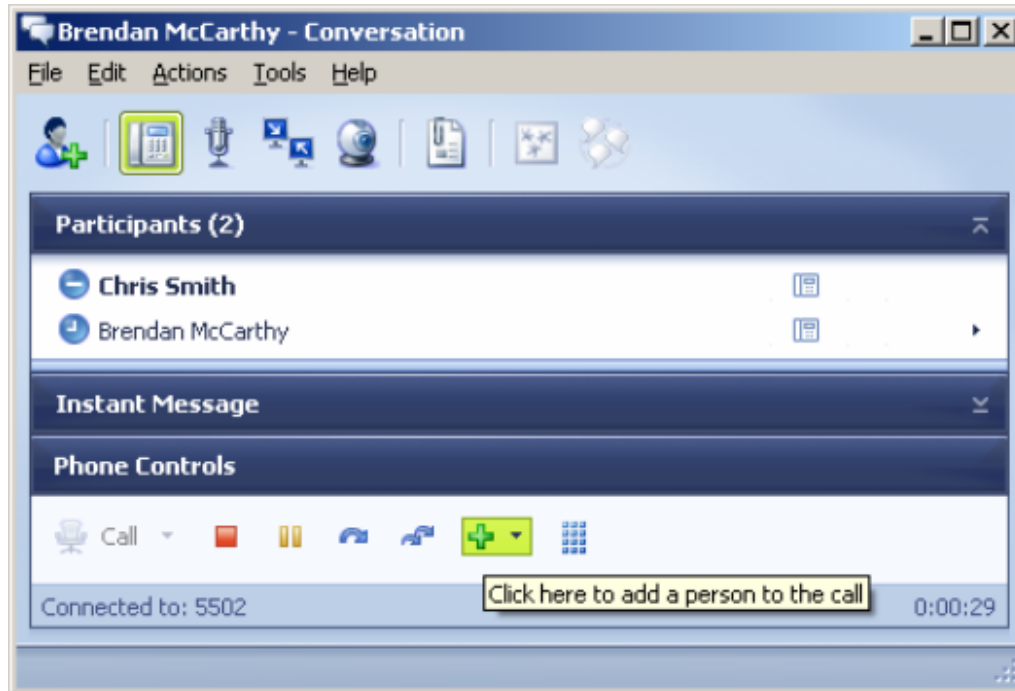 Brendan McCarthy - Conversation
File Edit Actions Tools Help
Participants (2)
Chris Smith
Brendan McCarthy
Instant Message
Phone Controls
Call
Click here to add a person to the call
Connected to: 5502 0:00:29